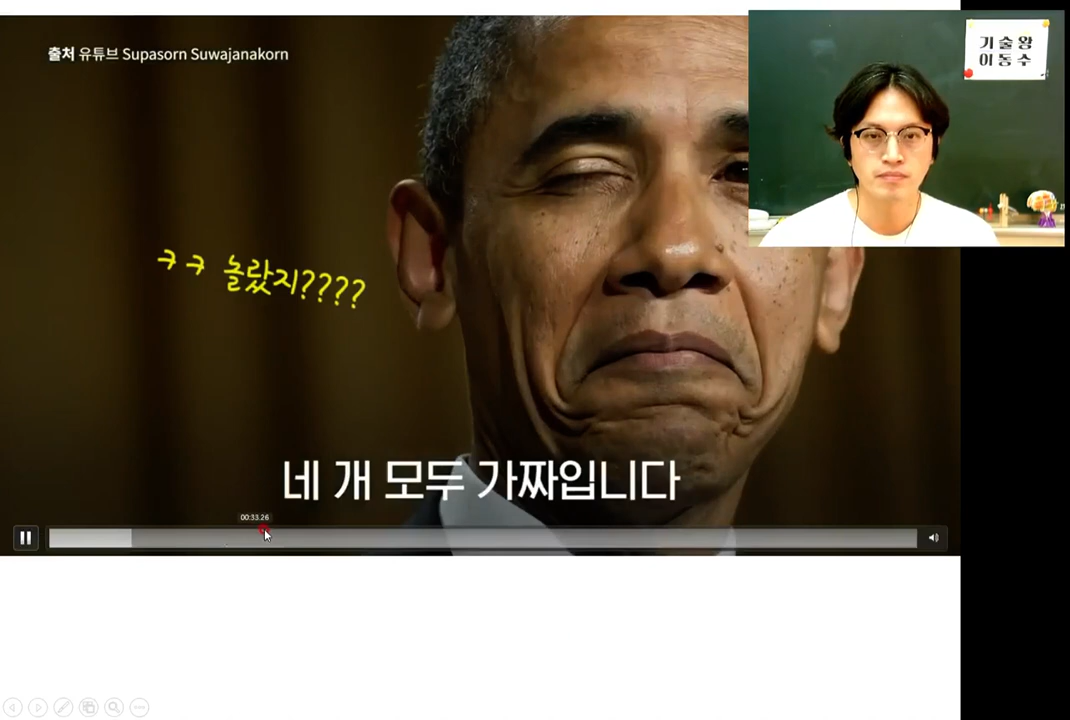 출처 유튜브 Supasorn Suwajanakorn
기술왕
이동수
ㅋㅋ 놀랐지????
네 개 모두 가짜입니다
00:33.26